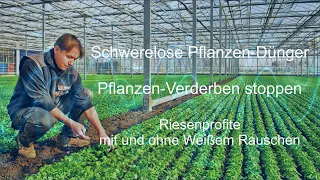 Schwerelose Pflanzen-Dünger
Pflanzen-Verderben stoppen
Riesenprofite
mit und ohne Weißem Rauschen